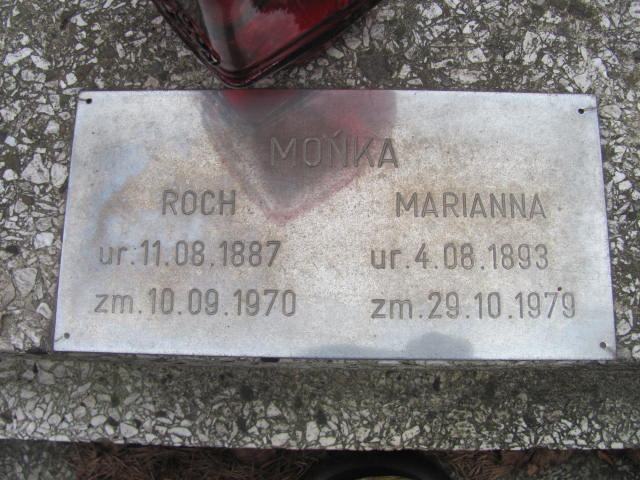 MOŃKA
ROCH MARIANNA
ur. 11.08.1887 ur. 4.08.1893
zm. 10.09.1970 zm. 29.10.1979